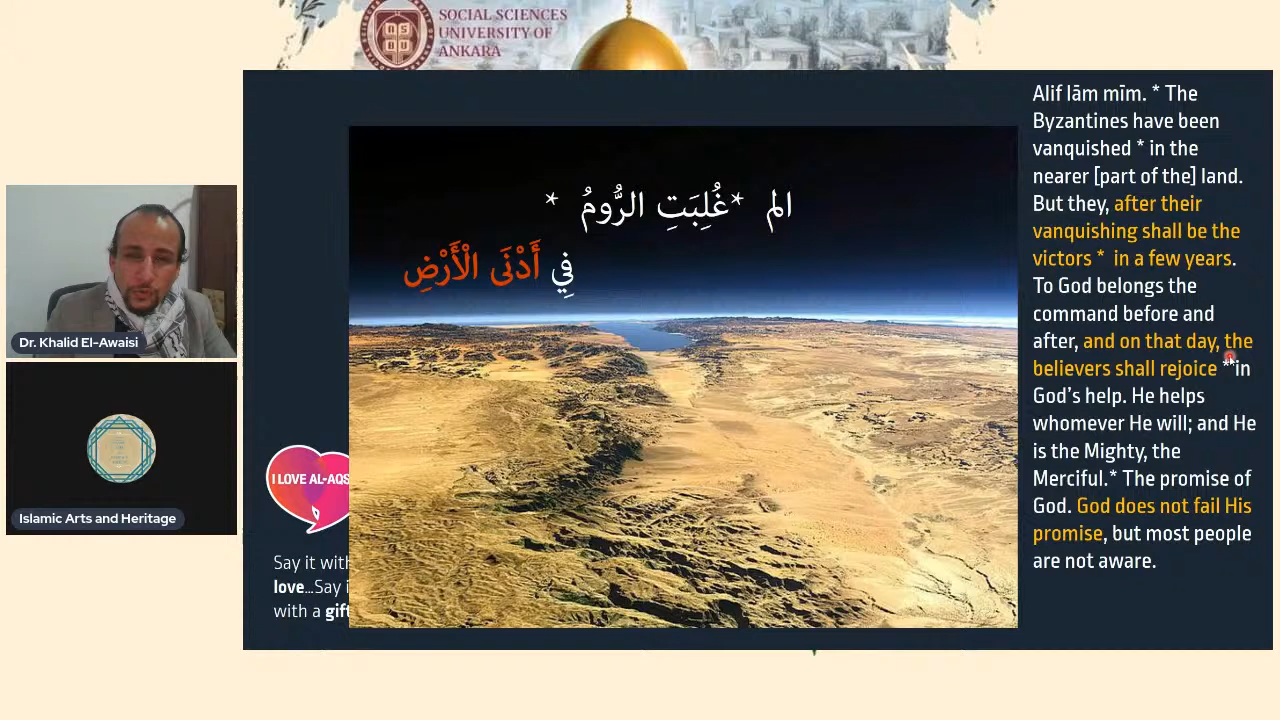 SOCIAL SCIENCES
UNIVERSITY OF
ANKARA
Dr. Khalid El-Awaisi
Islamic Arts and Heritage
الم *غُلِبَتِ الرُّومُ *
فِي أَدْنَى الْأَرْضِ
I LOVE AL-AQS
Say it with
love...Say i
with a gift
Alif lām mīm. * The
Byzantines have been
vanquished * in the
nearer [part of the] land.
But they, after their
vanquishing shall be the
victors * in a few years.
To God belongs the
command before and
after, and on that day, the
believers shall rejoice **in
God's help. He helps
whomever He will; and He
is the Mighty, the
Merciful.* The promise of
God. God does not fail His
promise, but most people
are not aware.